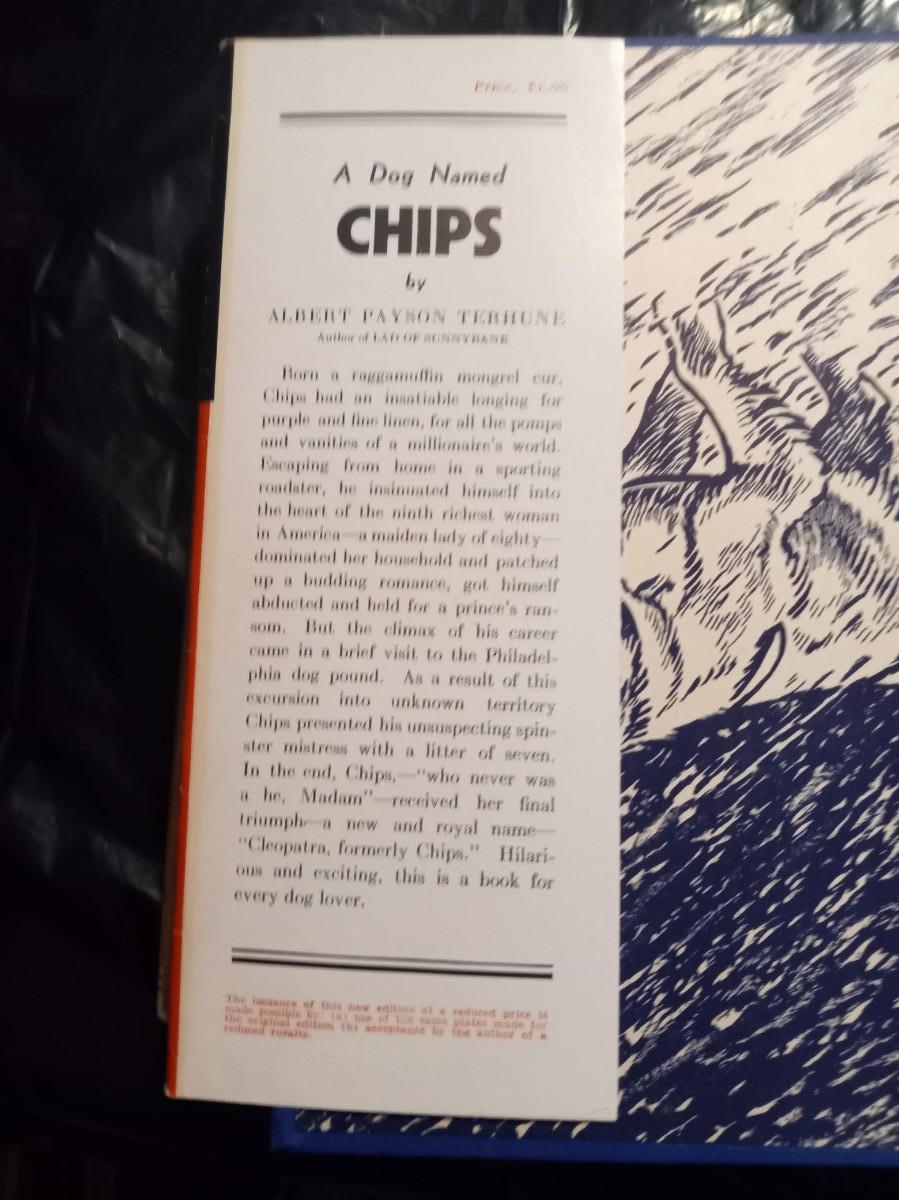 Price, $1.00
A Dog Named
CHIPS
by
ALBERT PAYSON TERHUNE
Author of LAD OF SUNNYBANK
Born a raggamuffin mongrel cur,
Chips had an insatiable longing for
purple and fine linen, for all the pomps
and vanities of a millionaire's world.
Escaping from home in a sporting
roadster, he insinuated himself into
the heart of the ninth richest woman
in America—a maiden lady of eighty—
dominated her household and patched
up a budding romance, got himself
abducted and held for a prince's ran-
som. But the climax of his career
came in a brief visit to the Philadel-
phia dog pound. As a result of this
excursion into unknown territory
Chips presented his unsuspecting spin-
ster mistress with a litter of seven.
In the end, Chips,—"who never was
a he, Madam"—received her final
triumph—a new and royal name—
"Cleopatra, formerly Chips." Hilari-
ous and exciting, this is a book for
every dog lover.
The issuance of this new edition at a reduced price is
made possible by: (a) use of the same plates made for
the original edition (b) acceptance by the author of a
reduced royalty.